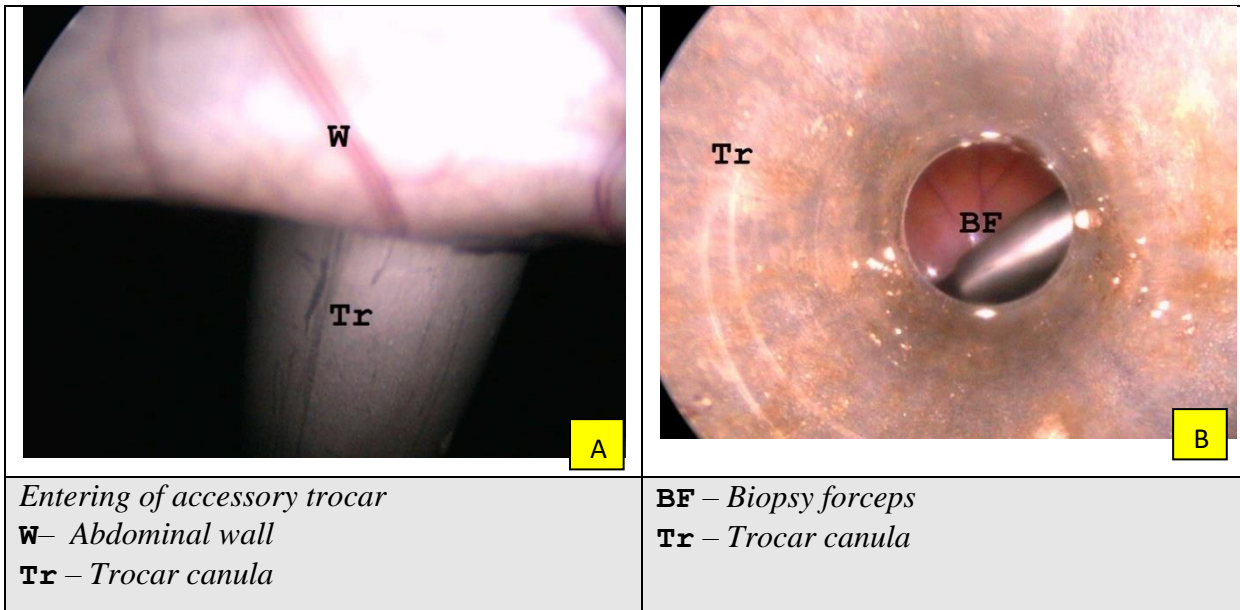 W
Tr
A
Tr
BF
B
Entering of accessory trocar
W– Abdominal wall
Tr – Trocar canula
BF – Biopsy forceps
Tr – Trocar canula